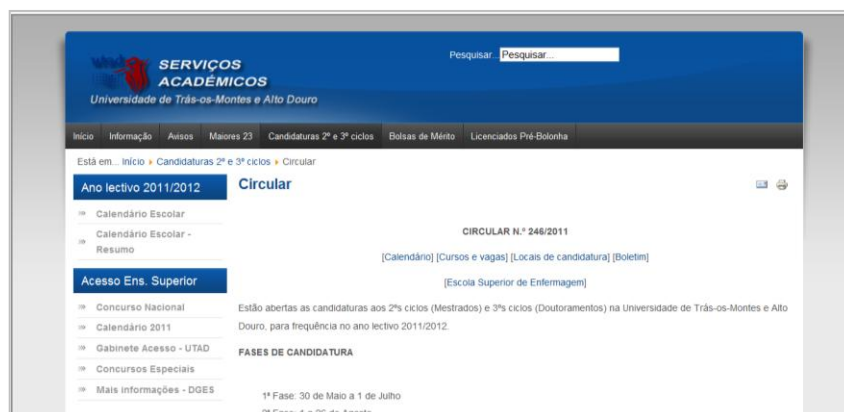 utad
SERVIÇOS
ACADÉMICOS
Universidade de Trás-os-Montes e Alto Douro
Pesquisar... Pesquisar...
Início Informação Avisos Maiores 23 Candidaturas 2º e 3º ciclos Bolsas de Mérito Licenciados Pré-Bolonha
Está em... Início Candidaturas 2º e 3º ciclos Circular
Ano lectivo 2011/2012
Calendário Escolar
Calendário Escolar -
Resumo
Acesso Ens. Superior
Concurso Nacional
Calendário 2011
Gabinete Acesso - UTAD
Concursos Especiais
Mais informações - DGES
Circular
CIRCULAR N.º 246/2011
[Calendário] [Cursos e vagas] [Locais de candidatura] [Boletim]
[Escola Superior de Enfermagem]
Estão abertas as candidaturas aos 2ºs ciclos (Mestrados) e 3ºs ciclos (Doutoramentos) na Universidade de Trás-os-Montes e Alto
Douro, para frequência no ano lectivo 2011/2012.
FASES DE CANDIDATURA
1ª Fase: 30 de Maio a 1 de Julho